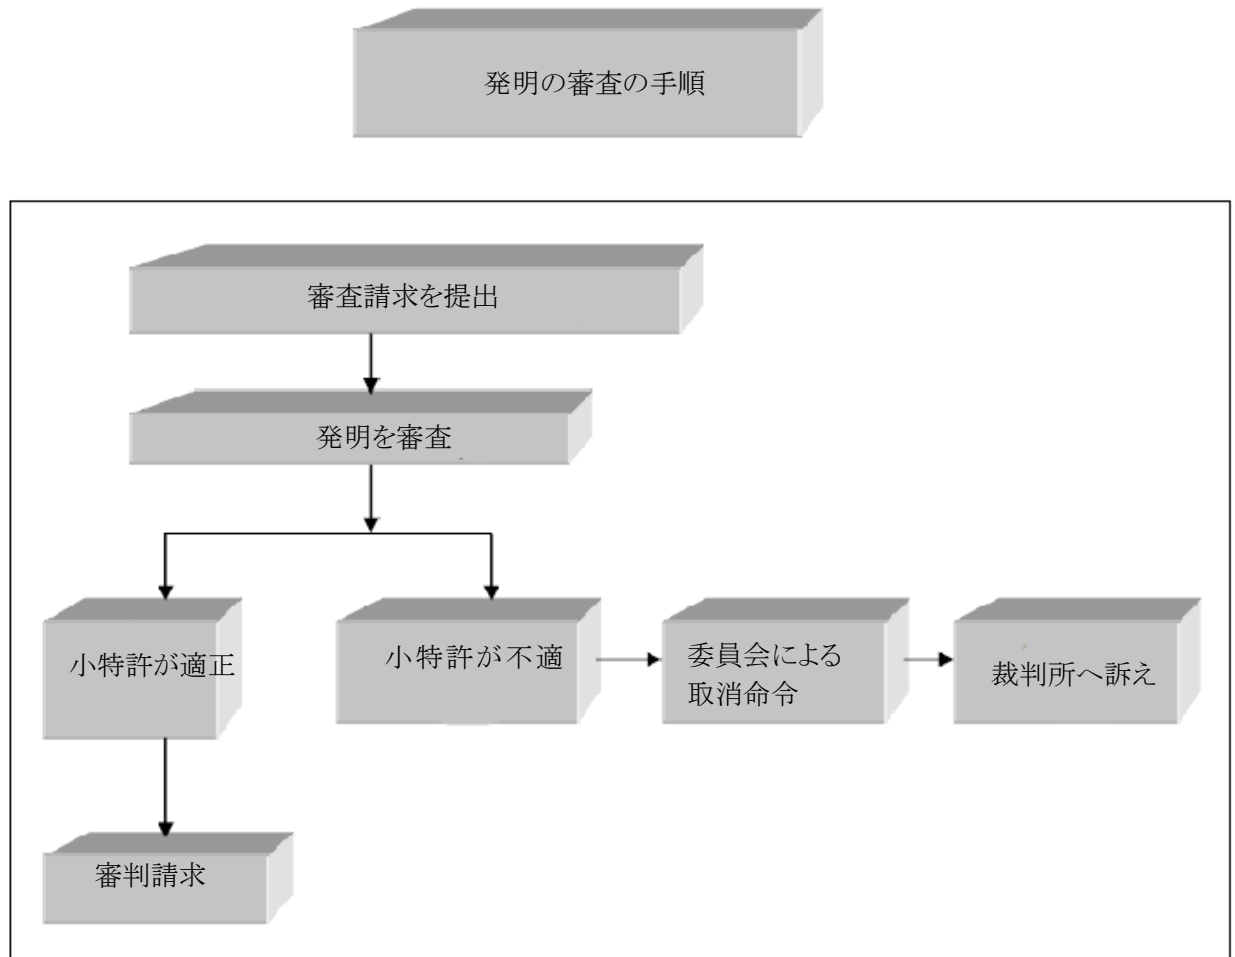 発明の審査の手順
審査請求を提出
発明を審査
小特許が適正
小特許が不適
委員会による
取消命令
裁判所へ訴え
審判請求